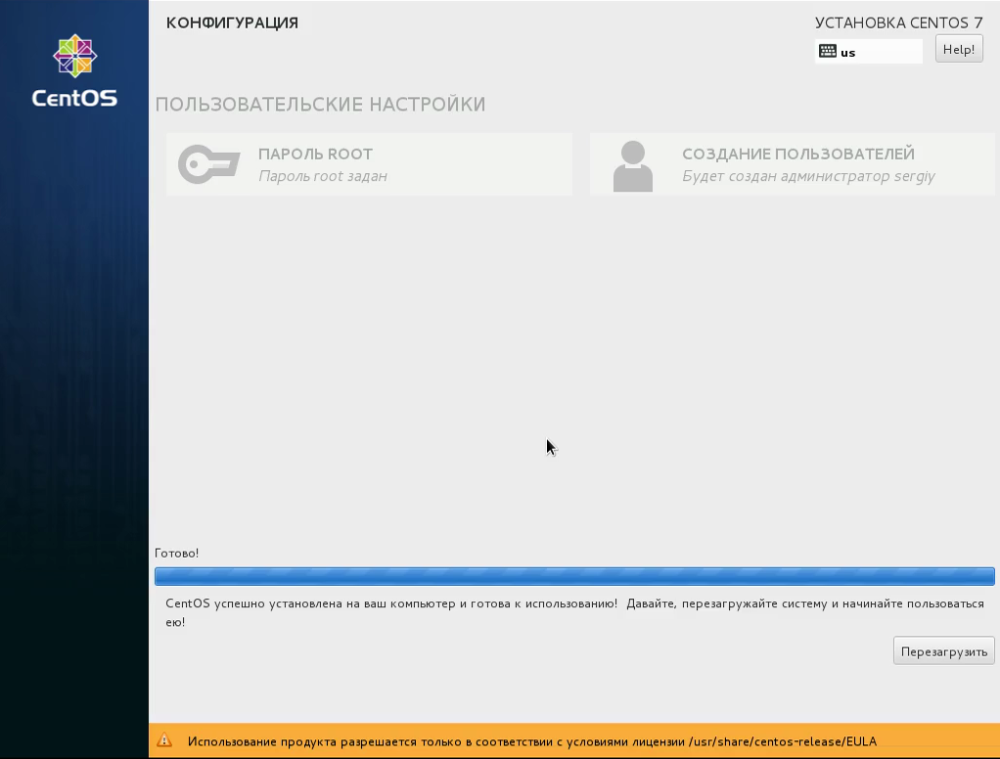 CentOS
КОНФИГУРАЦИЯ
УСТАНОВКА CENTOS 7
us
Help!
ПОЛЬЗОВАТЕЛЬСКИЕ НАСТРОЙКИ
ПАРОЛЬ ROOT
Пароль root задан
СОЗДАНИЕ ПОЛЬЗОВАТЕЛЕЙ
Будет создан администратор sergiy
Готово!
CentOS успешно установлена на ваш компьютер и готова к использованию! Давайте, перезагружайте систему и начинайте пользоваться
ею!
Перезагрузить
Использование продукта разрешается только в соответствии с условиями лицензии /usr/share/centos-release/EULA